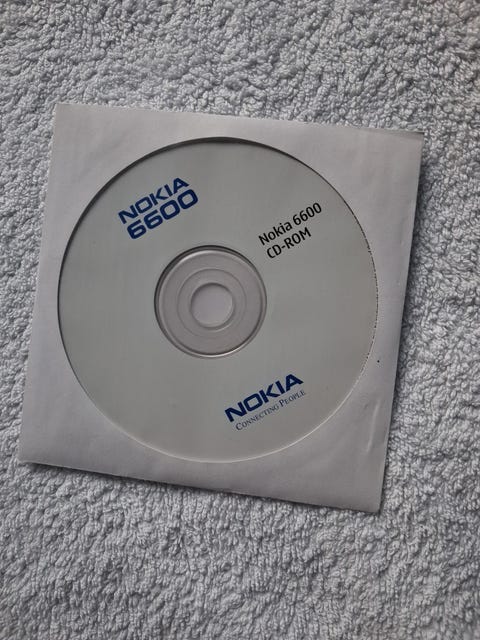 NOKIA
6600
Nokia 6600
CD-ROM
NOKIA
CONNECTING PEOPLE